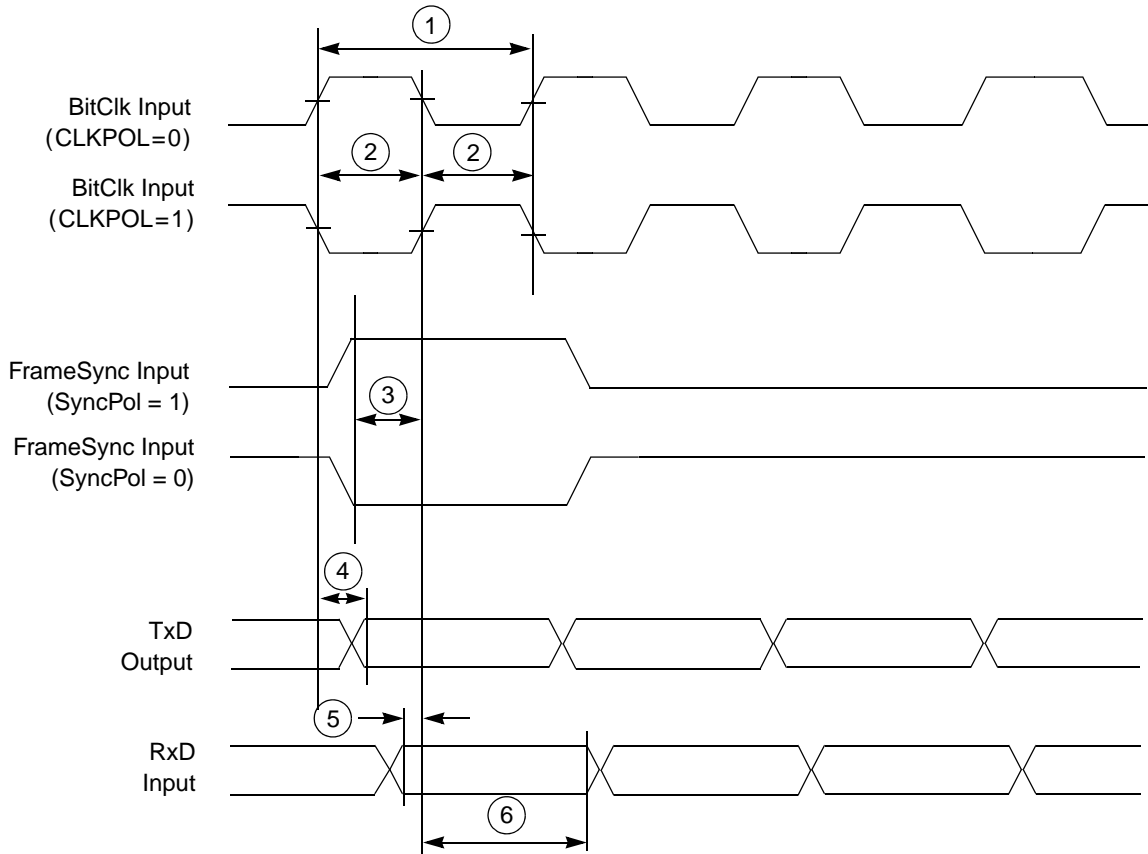 1
BitClk Input
(CLKPOL=0)
2
2
BitClk Input
(CLKPOL=1)
FrameSync Input
(SyncPol = 1)
3
FrameSync Input
(SyncPol = 0)
4
TxD
Output
5
RxD
Input
6